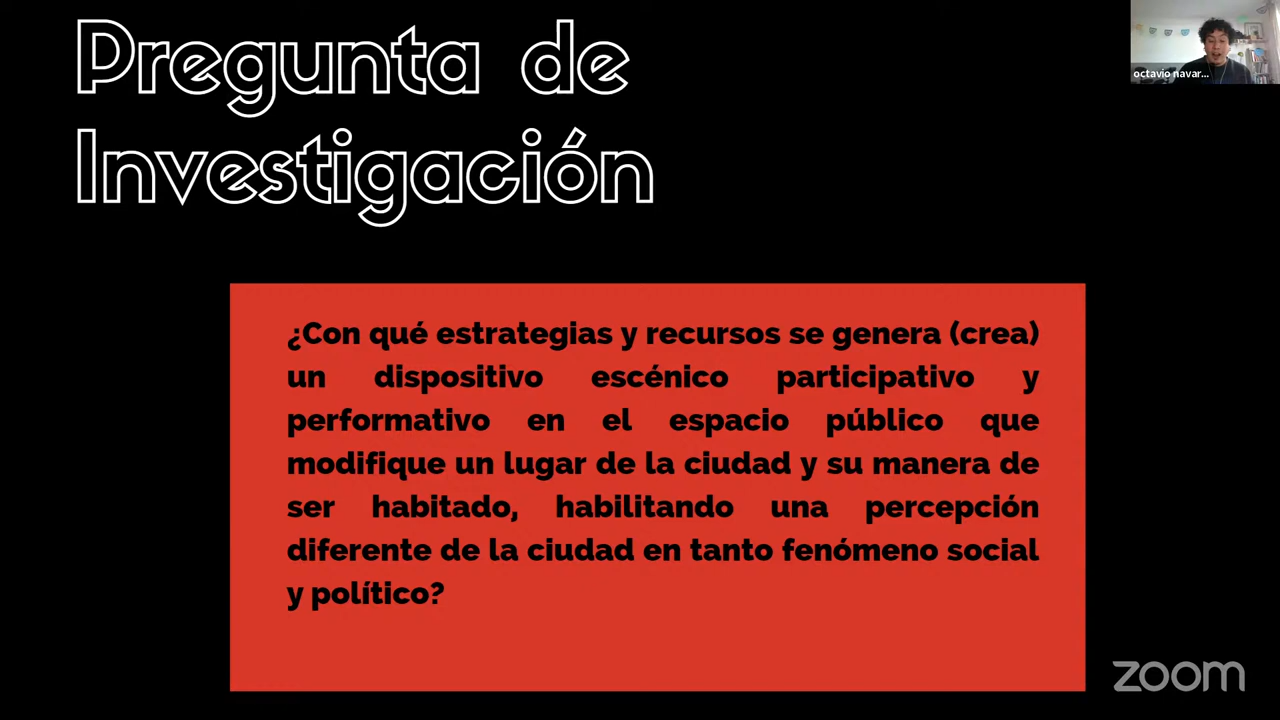 Pregunta de
Investigación
octavio navar...
¿Con qué estrategias y recursos se genera (crea)
un dispositivo escénico participativo y
performativo en el espacio público que
modifique un lugar de la ciudad y su manera de
ser habitado, habilitando una percepción
diferente de la ciudad en tanto fenómeno social
y político?
zoom